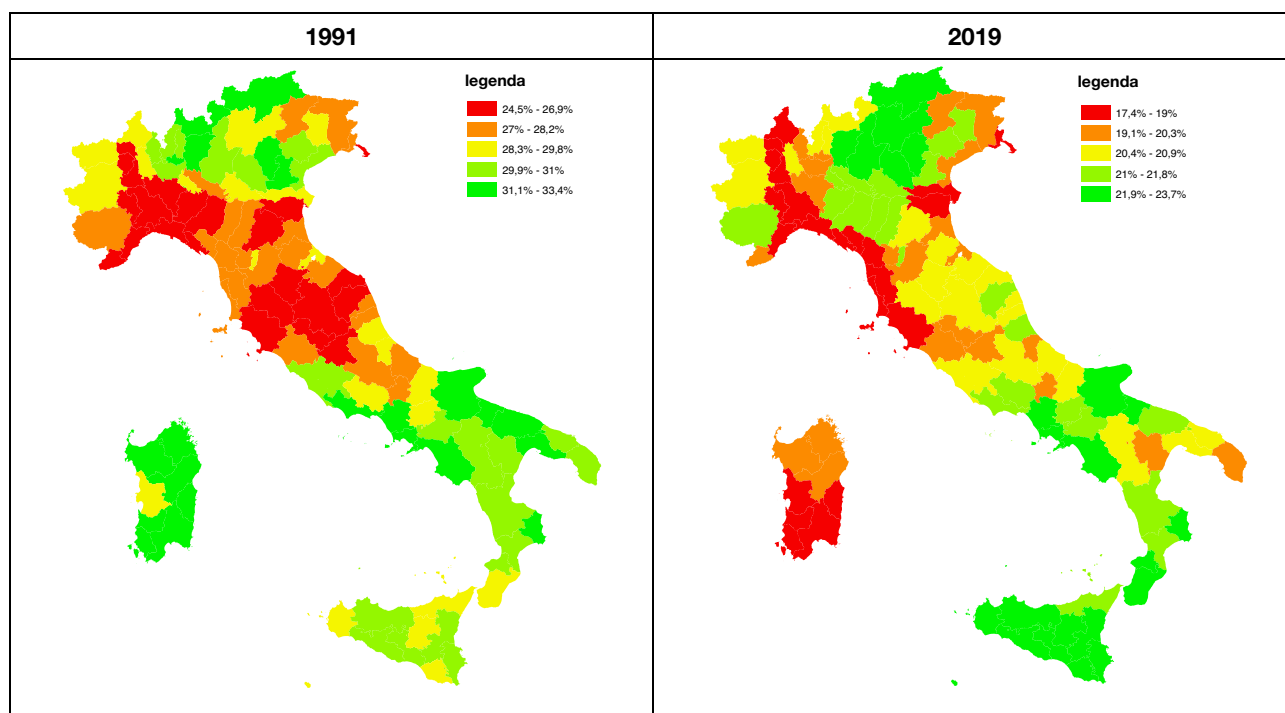 1991
2019
legenda
24,5% - 26,9%
27% - 28,2%
28,3% - 29,8%
29,9% - 31%
31,1% - 33,4%
legenda
17,4% - 19%
19,1% - 20,3%
20,4% - 20,9%
21% - 21,8%
21,9% - 23,7%